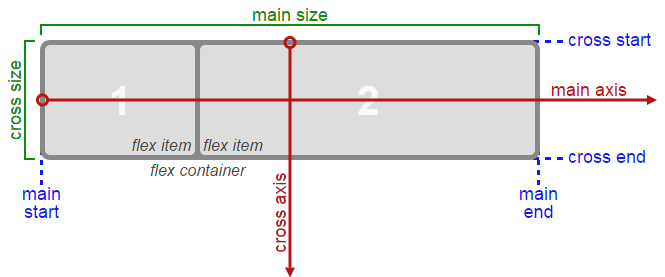 main size
cross start
cross size
1
2
main axis
flex item
flex item
cross end
flex container
cross axis
main
start
main
end